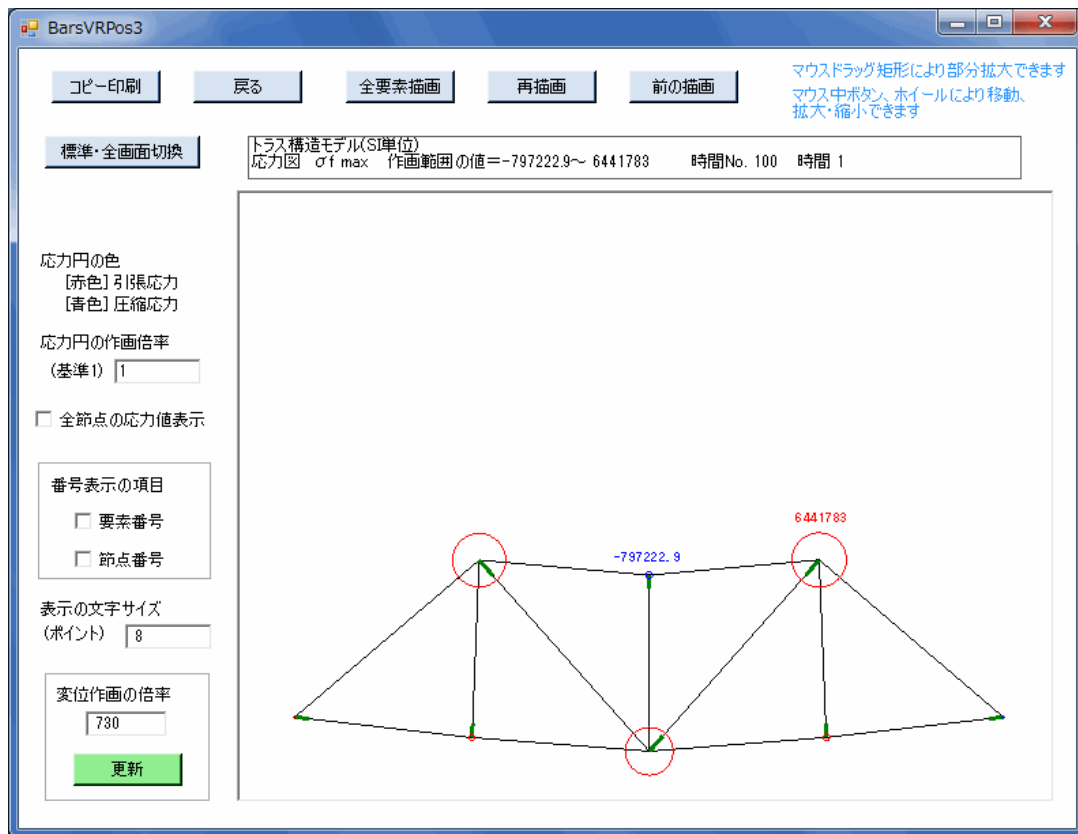 BarsVRPos3
コピー印刷
戻る
全要素描画
再描画
前の描画
マウスドラッグ矩形により部分拡大できます
マウス中ボタン、ホイールにより移動、
拡大・縮小できます
標準・全画面切換
トラス構造モデル(SI単位)
応力図 σf max 作画範囲の値=-797222.9～ 6441783 時間No. 100 時間 1
応力円の色
[赤色] 引張応力
[青色] 圧縮応力
応力円の作画倍率
(基準1) 1
全節点の応力値表示
番号表示の項目
要素番号
節点番号
表示の文字サイズ
(ポイント) 8
変位作画の倍率
730
更新
6441783
-797222.9